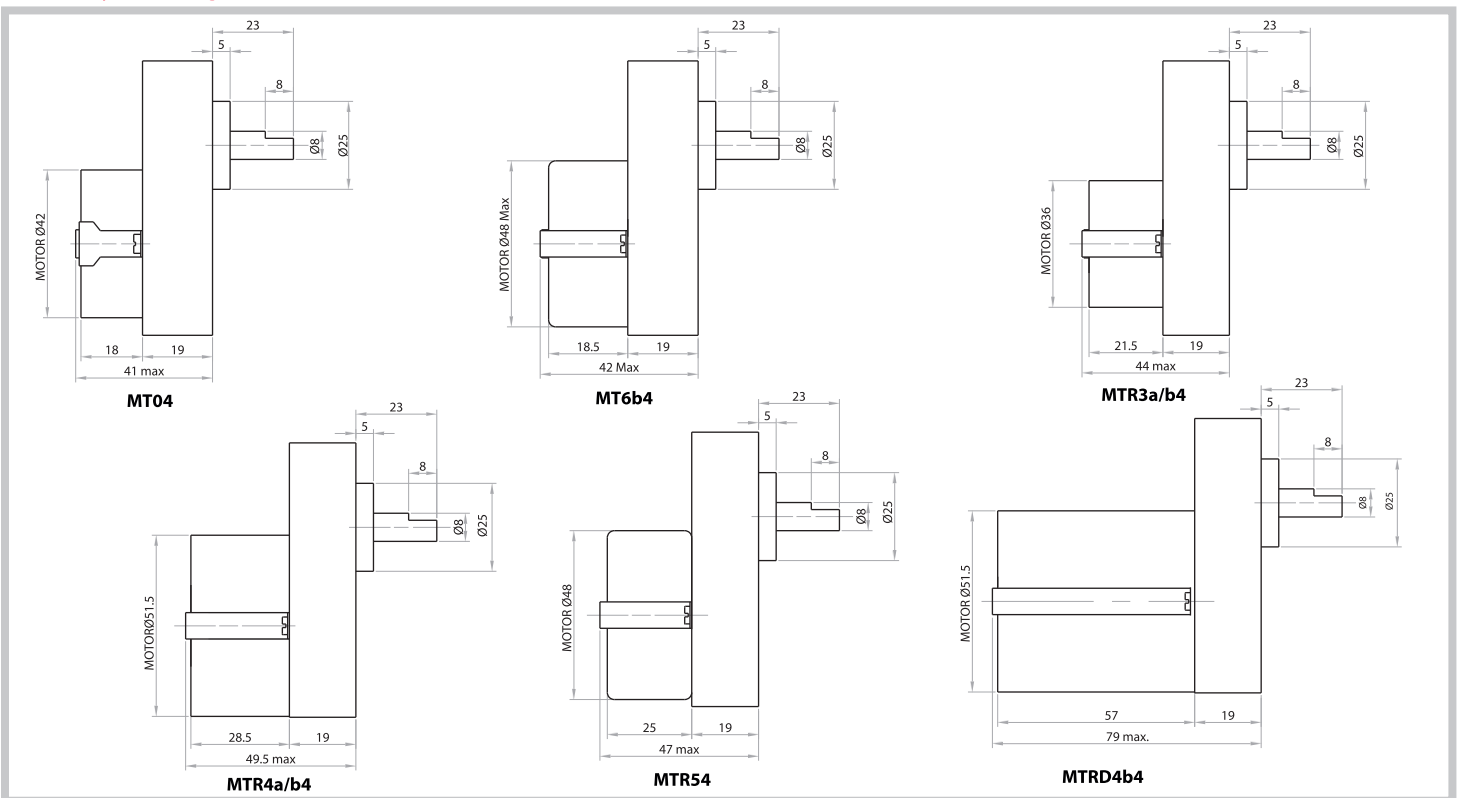 23
5
8
Ø8
Ø25
MOTOR Ø42
18
19
41 max
MT04
23
5
8
Ø8
Ø25
MOTOR Ø48 Max
18.5
19
42 Max
MT6b4
23
5
8
Ø8
Ø25
MOTOR Ø36
21.5
19
44 max
MTR3a/b4
23
5
8
Ø8
Ø25
MOTORØ51.5
28.5
19
49.5 max
MTR4a/b4
23
5
8
Ø8
Ø25
MOTOR Ø48
25
19
47 max
MTR54
23
5
8
Ø8
Ø25
MOTOR Ø51.5
57
19
79 max.
MTRD4b4